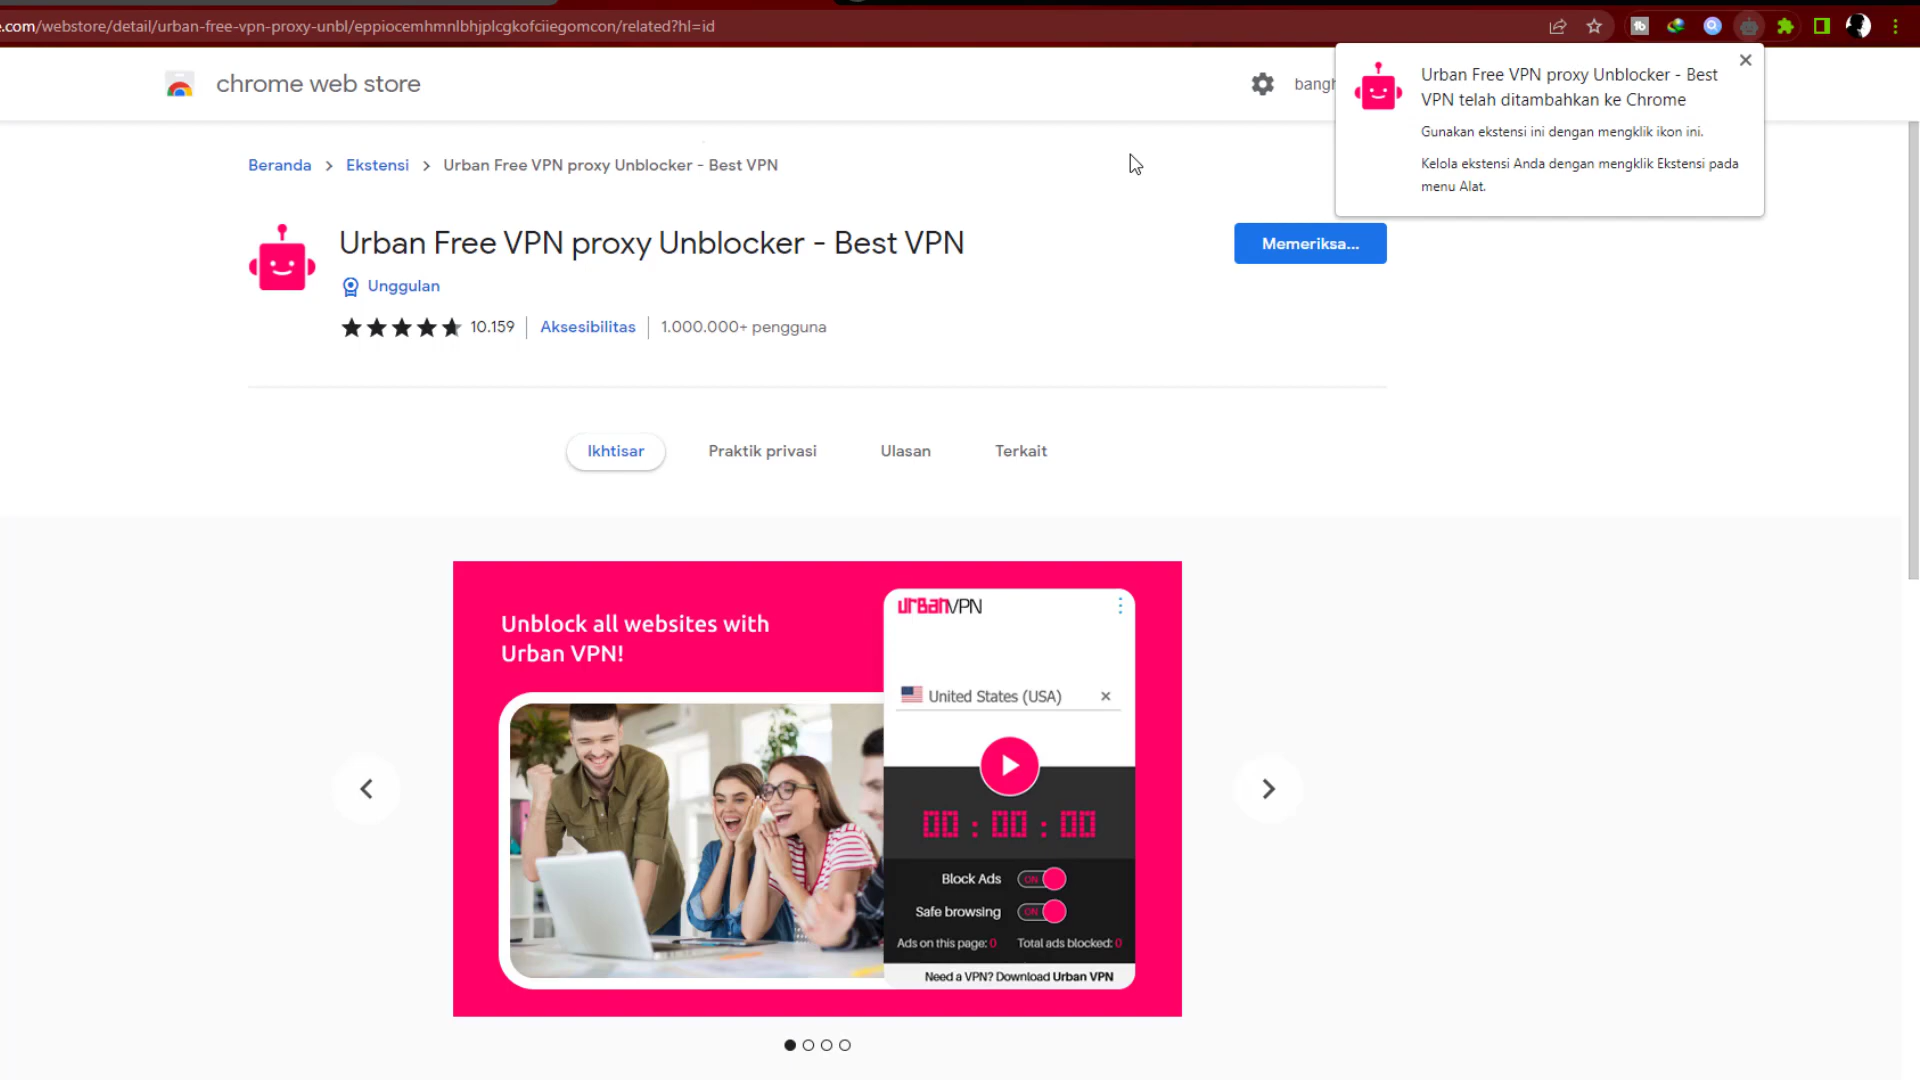 e.com/webstore/detail/urban-free-vpn-proxy-unbl/eppiocemhmnlbhjplcgkofciiegomcon/related?hl=id
chrome web store
bangh
Urban Free VPN proxy Unblocker - Best
VPN telah ditambahkan ke Chrome
Gunakan ekstensi ini dengan mengklik ikon ini.
Kelola ekstensi Anda dengan mengklik Ekstensi pada
menu Alat.
Beranda > Ekstensi > Urban Free VPN proxy Unblocker - Best VPN
Urban Free VPN proxy Unblocker - Best VPN
Memeriksa...
Unggulan
10.159 | Aksesibilitas | 1.000.000+ pengguna
Ikhtisar Praktik privasi Ulasan Terkait
Unblock all websites with
Urban VPN!
urbanVPN
United States (USA)
00 : 00 : 00
Block Ads ON
Safe browsing ON
Ads on this page: 0 Total ads blocked: 0
Need a VPN? Download Urban VPN